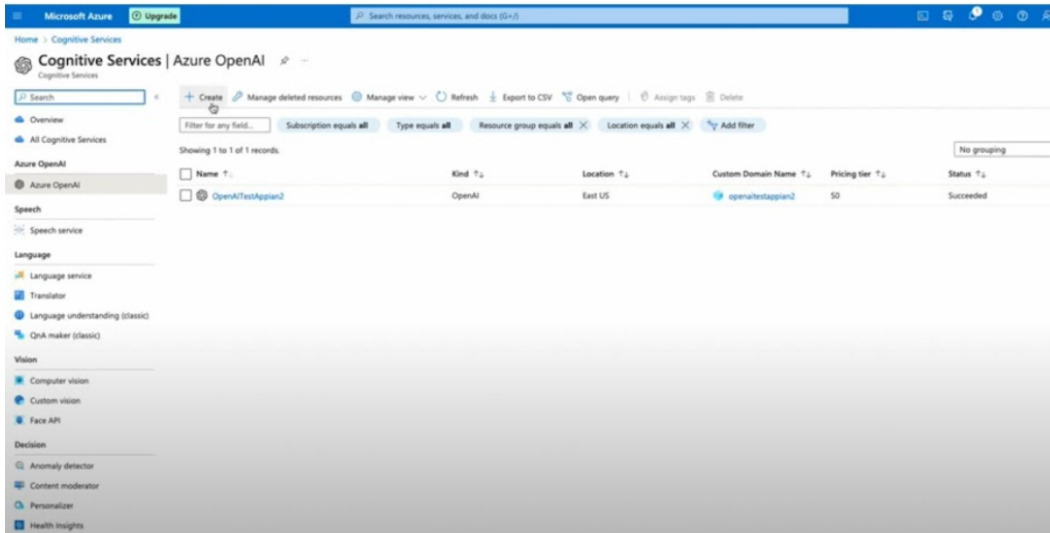 Microsoft Azure
Upgrade
Search resources, services, and docs (G+/)
Home > Cognitive Services
Cognitive Services | Azure OpenAI
Cognitive Services
Search
Create
Manage deleted resources
Manage view
Refresh
Export to CSV
Open query
Assign tags
Delete
Overview
All Cognitive Services
Azure OpenAI
Azure OpenAI
Speech
Speech service
Language
Language service
Translator
Language understanding (classic)
QnA maker (classic)
Vision
Computer vision
Custom vision
Face API
Decision
Anomaly detector
Content moderator
Personalizer
Health Insights
Filter for any field...
Subscription equals all
Type equals all
Resource group equals all
Location equals all
Add filter
Showing 1 to 1 of 1 records.
No grouping
Name Kind Location Custom Domain Name Pricing tier Status
OpenAITestAppian2 OpenAI East US openaitestappian2 S0 Succeeded